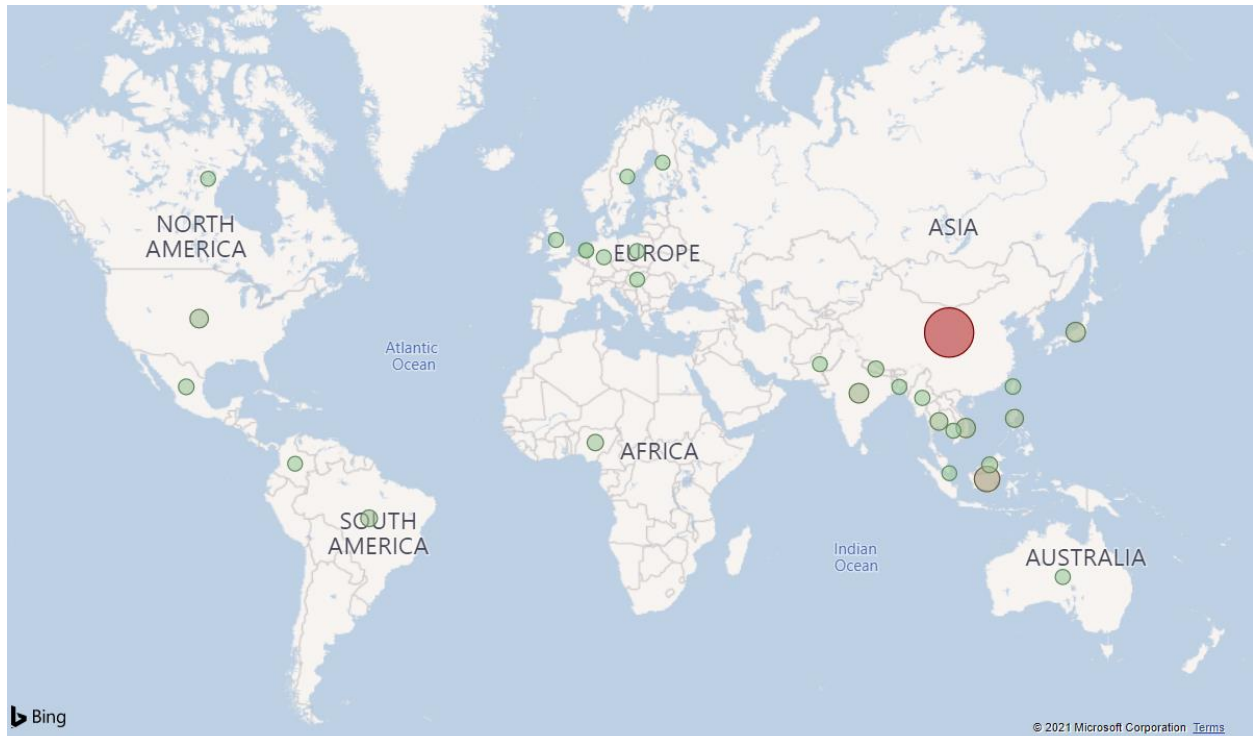 NORTH
AMERICA
ASIA
EUROPE
Atlantic
Ocean
AFRICA
SOUTH
AMERICA
Indian
Ocean
AUSTRALIA
Bing
© 2021 Microsoft Corporation Terms